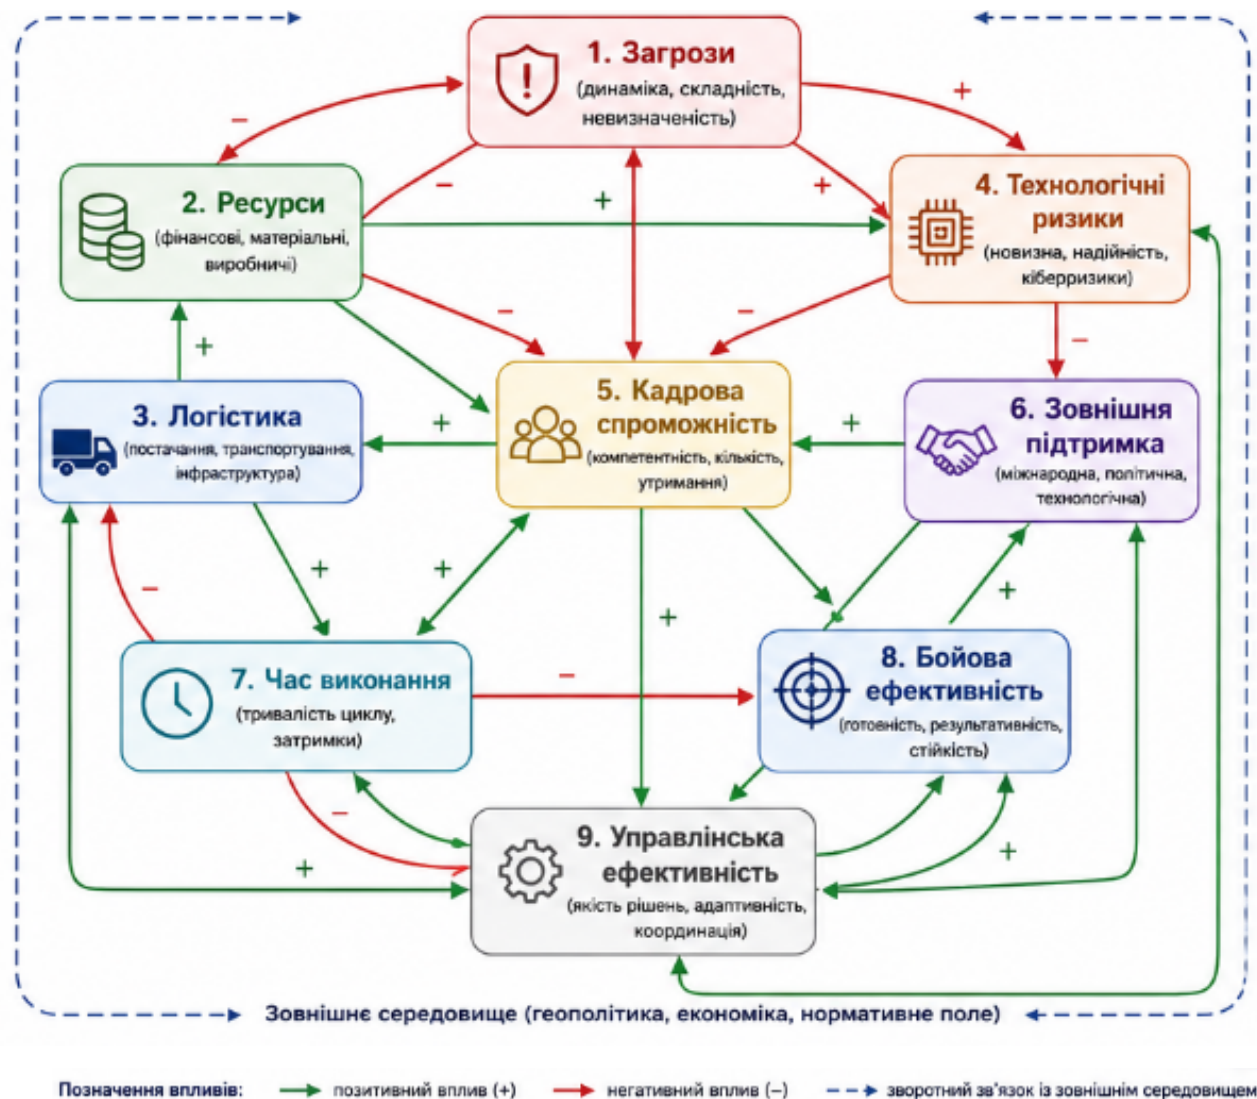 1. Загрози
(динаміка, складність,
невизначеність)
+
−
2. Ресурси
(фінансові, матеріальні,
виробничі)
−
+
+
4. Технологічні
ризики
(новизна, надійність,
кіберризики)
−
−
+
−
3. Логістика
(постачання, транспортування,
інфраструктура)
+
5. Кадрова
спроможність
(компетентність, кількість,
утримання)
+
6. Зовнішня
підтримка
(міжнародна, політична,
технологічна)
−
+
+
+
+
7. Час виконання
(тривалість циклу,
затримки)
−
8. Бойова
ефективність
(готовність, результативність,
стійкість)
−
+
9. Управлінська
ефективність
(якість рішень, адаптивність,
координація)
+
Зовнішнє середовище (геополітика, економіка, нормативне поле)
Позначення впливів: позитивний вплив (+) негативний вплив (−) зворотний зв'язок із зовнішнім середовищем